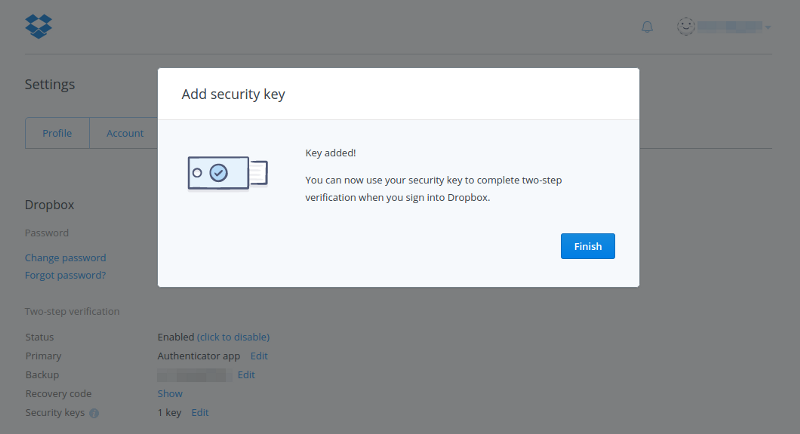 Settings
Add security key
Profile Account
Key added!
You can now use your security key to complete two-step
verification when you sign into Dropbox.
Finish
Dropbox
Password
Change password
Forgot password?
Two-step verification
Status Enabled (click to disable)
Primary Authenticator app Edit
Backup Edit
Recovery code Show
Security keys i 1 key Edit